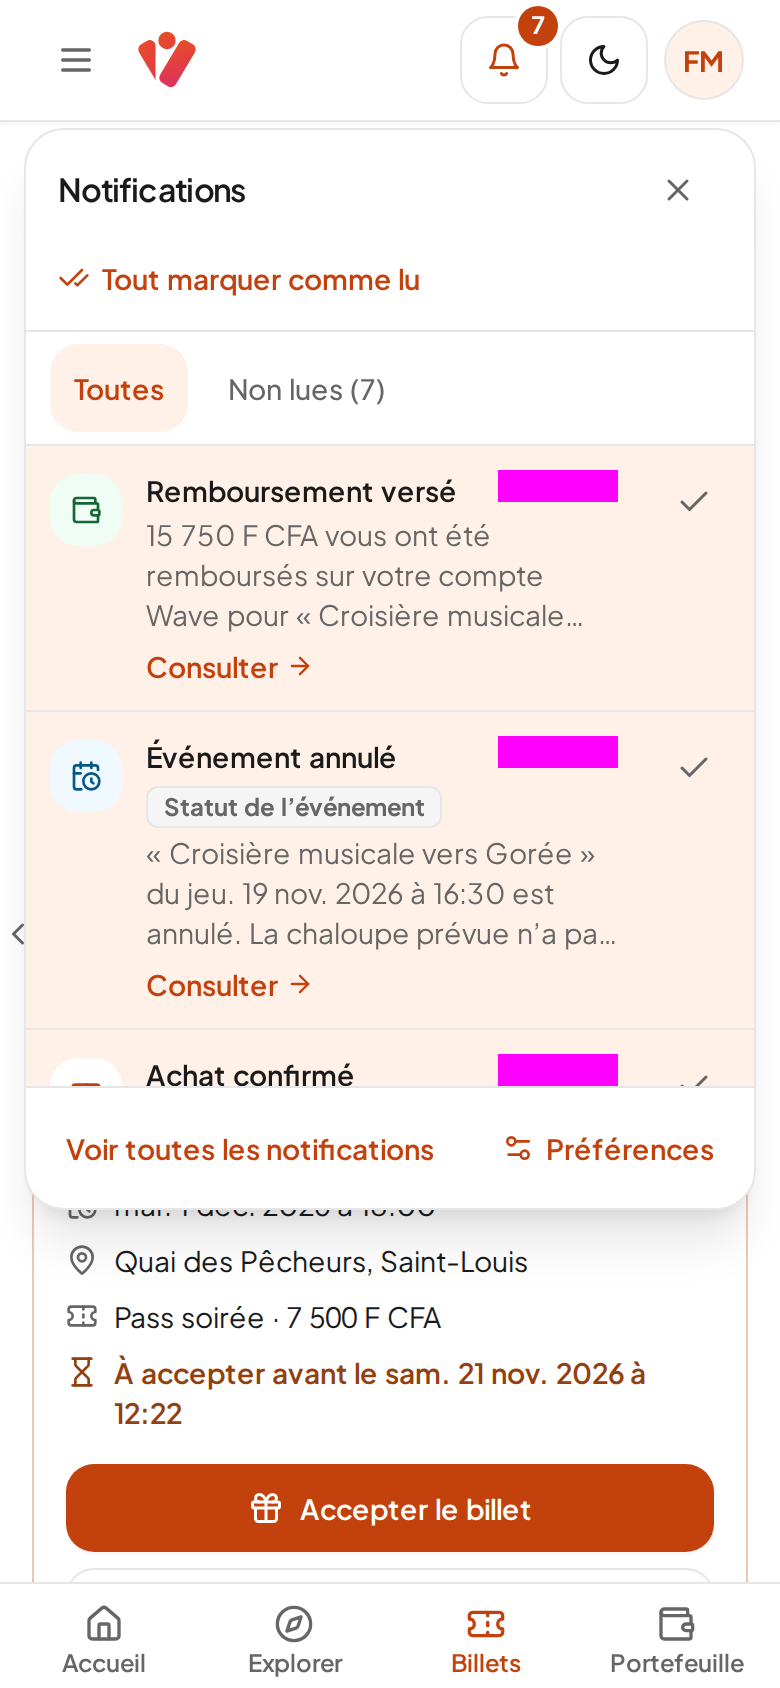 7
FM
Notifications
Tout marquer comme lu
Toutes
Non lues (7)
Remboursement versé
15 750 F CFA vous ont été
remboursés sur votre compte
Wave pour « Croisière musicale…
Consulter
Événement annulé
Statut de l’événement
« Croisière musicale vers Gorée »
du jeu. 19 nov. 2026 à 16:30 est
annulé. La chaloupe prévue n’a pa…
Consulter
Achat confirmé
Voir toutes les notifications
Préférences
Quai des Pêcheurs, Saint-Louis
Pass soirée · 7 500 F CFA
À accepter avant le sam. 21 nov. 2026 à
12:22
Accepter le billet
Accueil
Explorer
Billets
Portefeuille